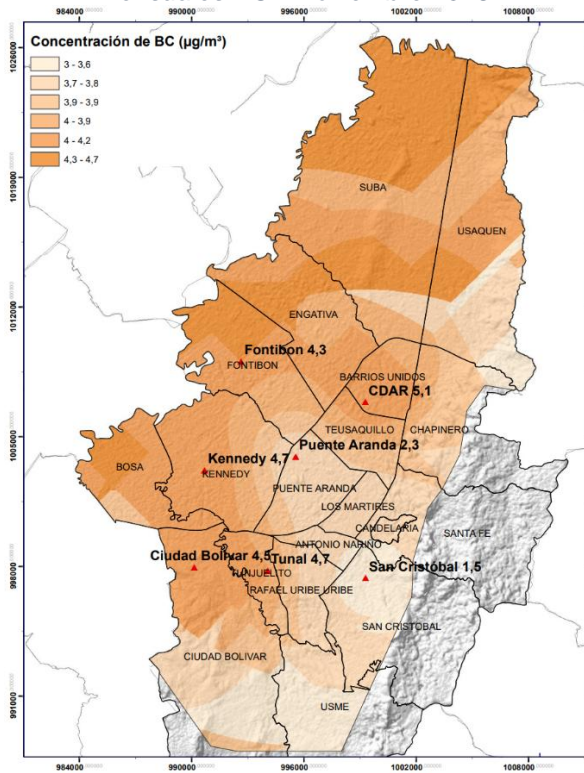 984000 990000 996000 1002000 1008000
Concentración de BC (µg/m³)
3 - 3,6
3,7 - 3,8
3,9 - 3,9
4 - 3,9
4 - 4,2
4,3 - 4,7
1026000
1019000
1012000
1005000
998000
991000
SUBA
USAQUEN
ENGATIVA
Fontibon 4,3
FONTIBON
BARRIOS UNIDOS
CDAR 5,1
TEUSAQUILLO
CHAPINERO
Puente Aranda 2,3
BOSA
Kennedy 4,7
KENNEDY
PUENTE ARANDA
LOS MARTIRES
CANDELARIA
SANTA FE
ANTONIO NARIÑO
Ciudad Bolivar 4,5
Tunal 4,7
San Cristóbal 1,5
TUNJUELITO
RAFAEL URIBE URIBE
SAN CRISTOBAL
CIUDAD BOLIVAR
USME
984000 990000 996000 1002000 1008000